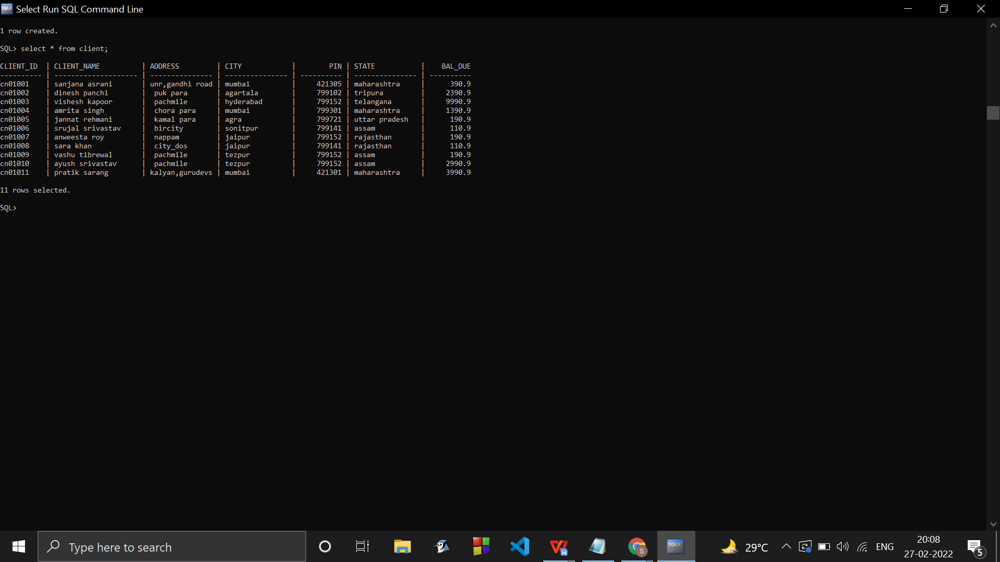 Select Run SQL Command Line
1 row created.
SQL> select * from client;
CLIENT_ID | CLIENT_NAME | ADDRESS | CITY | PIN | STATE | BAL_DUE
---------- | -------------------- | --------------- | --------------- | ---------- | --------------- | ----------
cn01001 | sanjana asrani | unr,gandhi road | mumbai | 421305 | maharashtra | 390.9
cn01002 | dinesh panchi | puk para | agartala | 799102 | tripura | 2390.9
cn01003 | vishesh kapoor | pachmile | hyderabad | 799152 | telangana | 9990.9
cn01004 | amrita singh | chora para | mumbai | 799301 | maharashtra | 1390.9
cn01005 | jannat rehmani | kamal para | agra | 799721 | uttar pradesh | 190.9
cn01006 | srujal srivastav | bircity | sonitpur | 799141 | assam | 110.9
cn01007 | anweesta roy | nappam | jaipur | 799152 | rajasthan | 190.9
cn01008 | sara khan | city_dos | jaipur | 799141 | rajasthan | 110.9
cn01009 | vashu tibrewal | pachmile | tezpur | 799152 | assam | 190.9
cn01010 | ayush srivastav | pachmile | tezpur | 799152 | assam | 2990.9
cn01011 | pratik sarang | kalyan,gurudevs | mumbai | 421301 | maharashtra | 3990.9
11 rows selected.
SQL>
Type here to search
29°C
ENG
20:08
27-02-2022
5